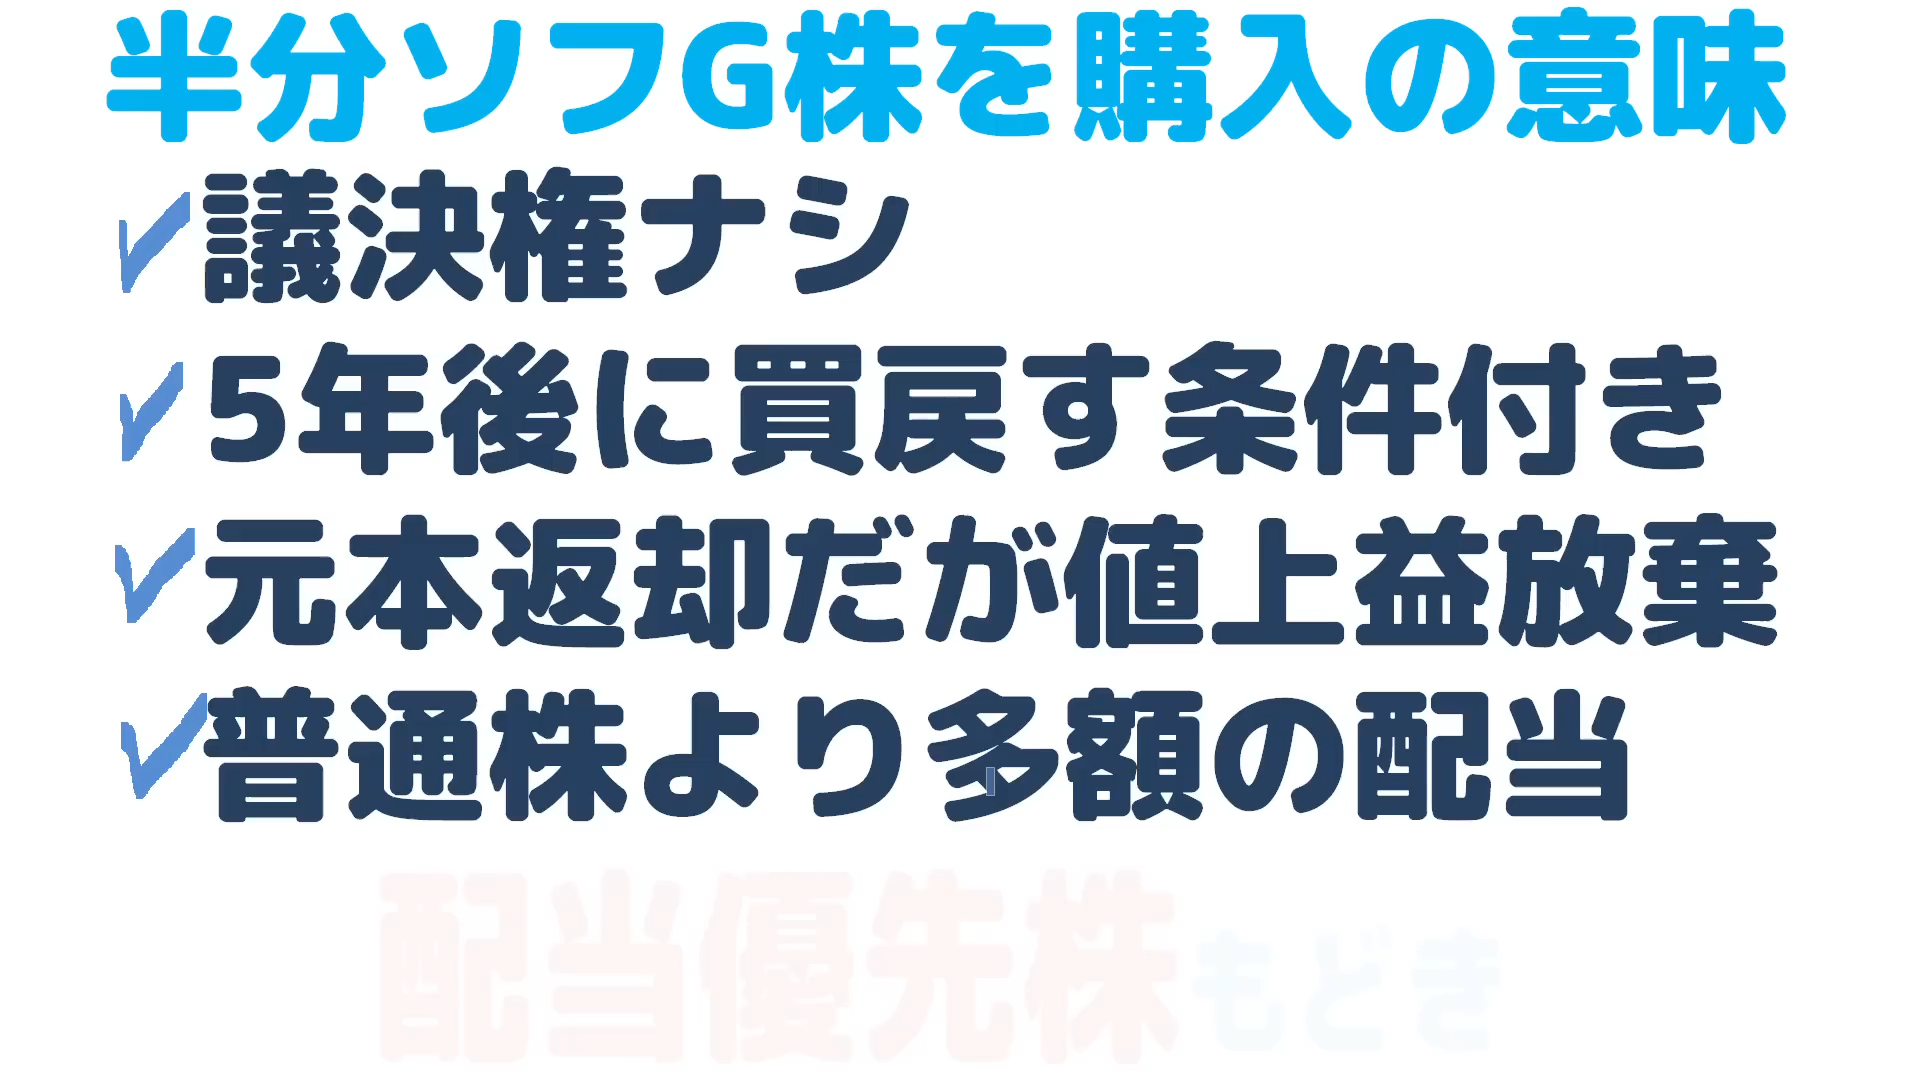 半分ソフG株を購入の意味
議決権ナシ
5年後に買戻す条件付き
元本返却だが値上益放棄
普通株より多額の配当
配当優先株もどき